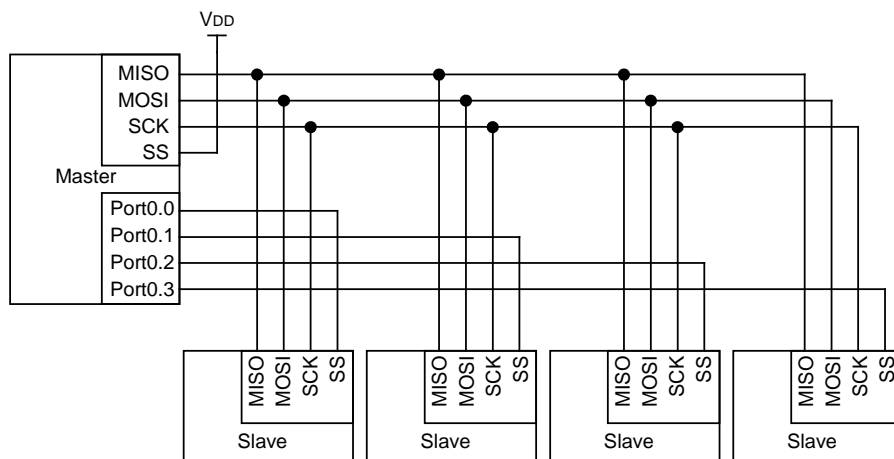 VDD
MISO
MOSI
SCK
SS
Master
Port0.0
Port0.1
Port0.2
Port0.3
MISO
MOSI
SCK
SS
Slave
MISO
MOSI
SCK
SS
Slave
MISO
MOSI
SCK
SS
Slave
MISO
MOSI
SCK
SS
Slave